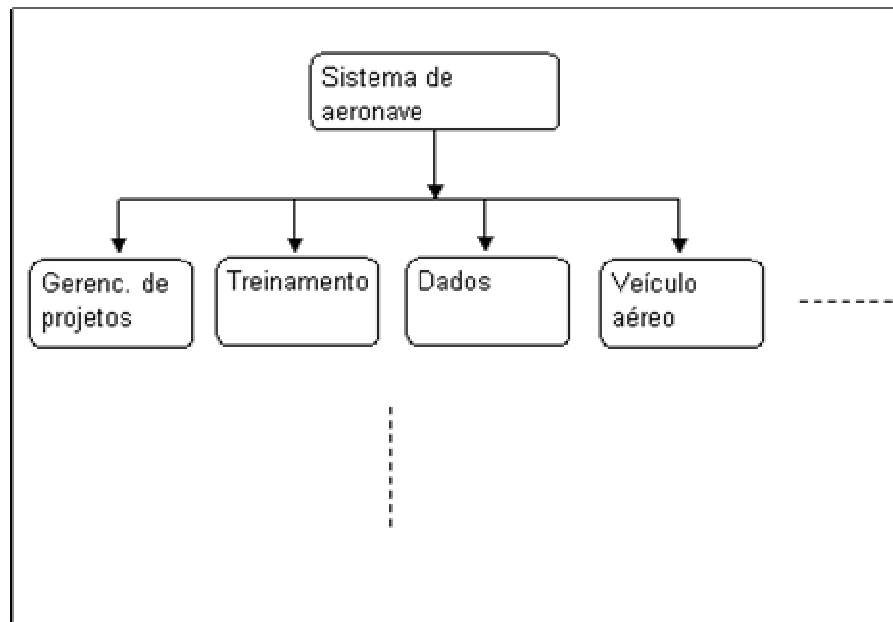 Sistema de
aeronave
Gerenc. de
projetos
Treinamento
Dados
Veículo
aéreo